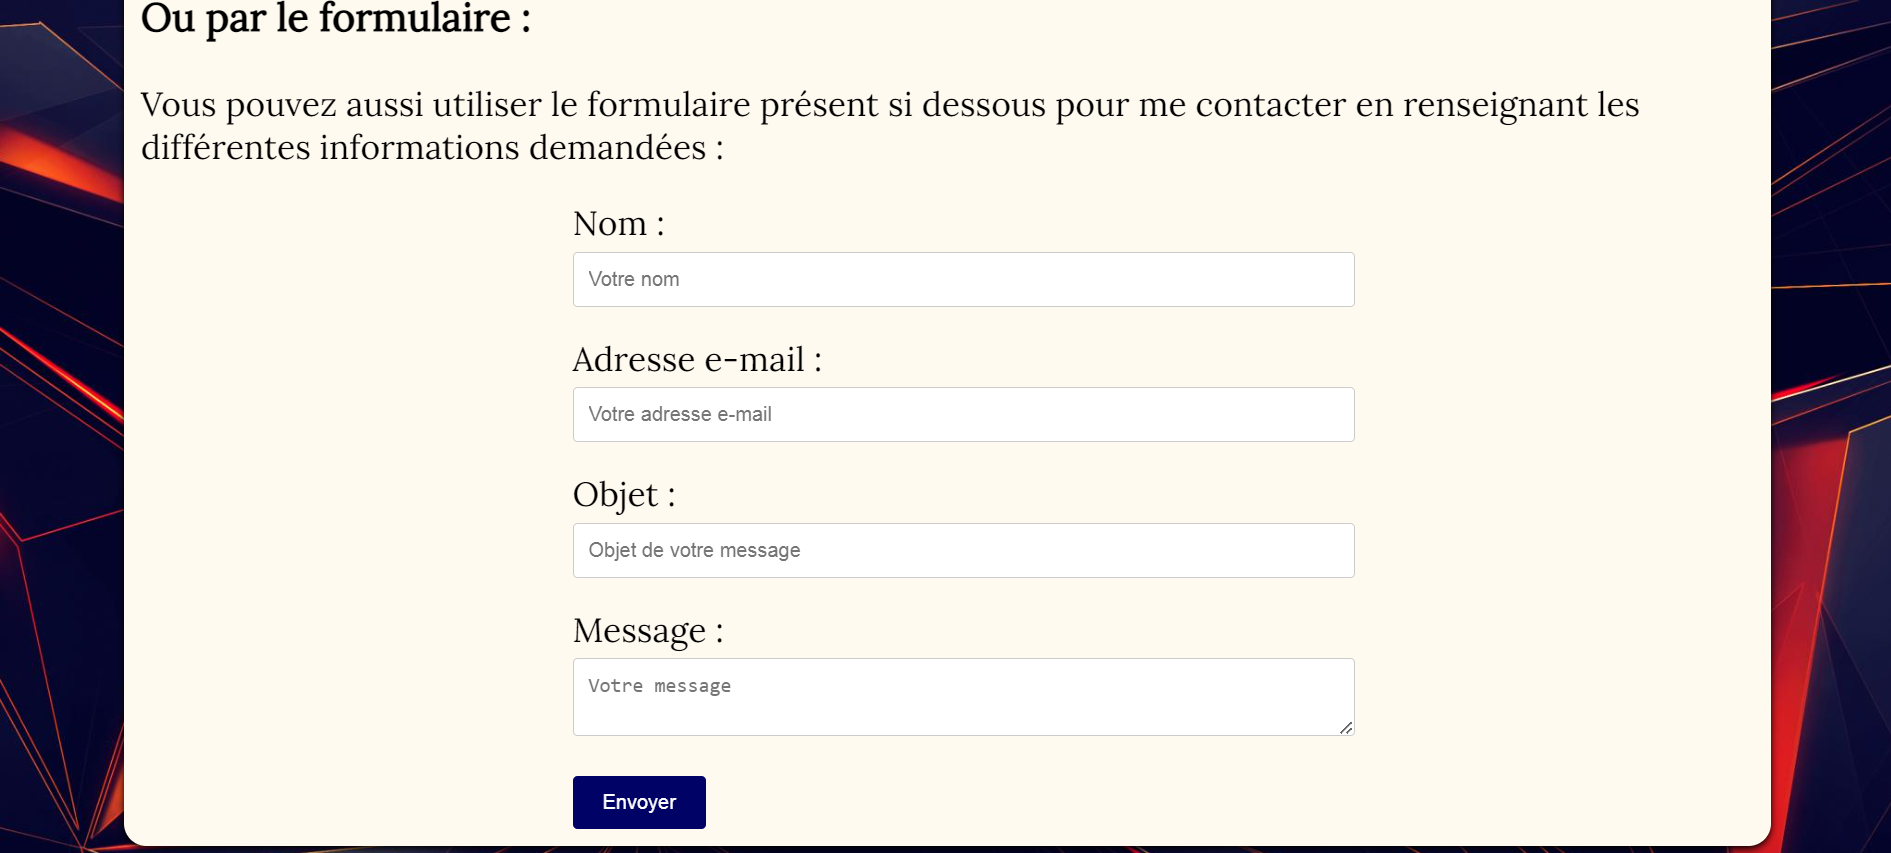 Ou par le formulaire :
Vous pouvez aussi utiliser le formulaire présent si dessous pour me contacter en renseignant les
différentes informations demandées :
Nom :
Votre nom
Adresse e-mail :
Votre adresse e-mail
Objet :
Objet de votre message
Message :
Votre message
Envoyer